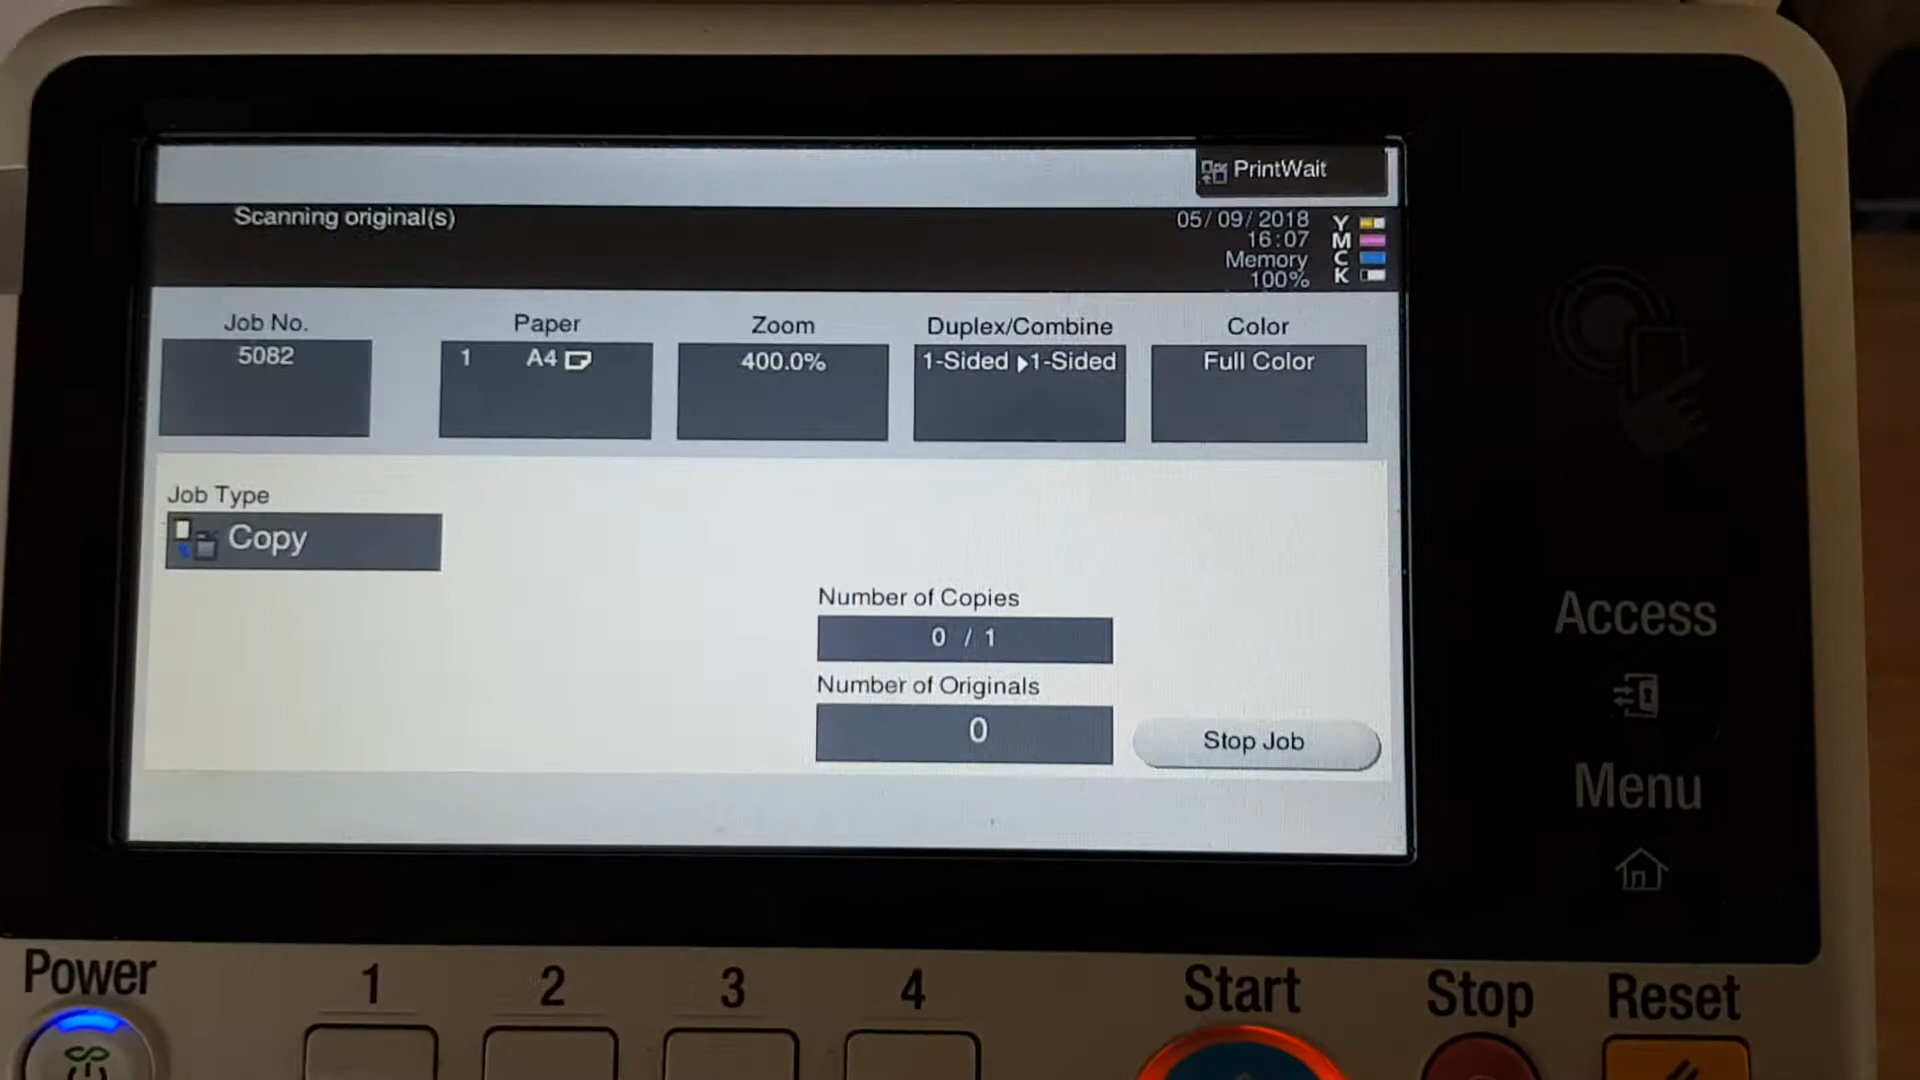 PrintWait
Scanning original(s)
05/09/2018
16:07
Memory
100%
Y
M
C
K
Job No.
5082
Paper
1 A4
Zoom
400.0%
Duplex/Combine
1-Sided ▶1-Sided
Color
Full Color
Job Type
Copy
Number of Copies
0 / 1
Number of Originals
0
Stop Job
Access
Menu
Power
1 2 3 4
Start
Stop
Reset